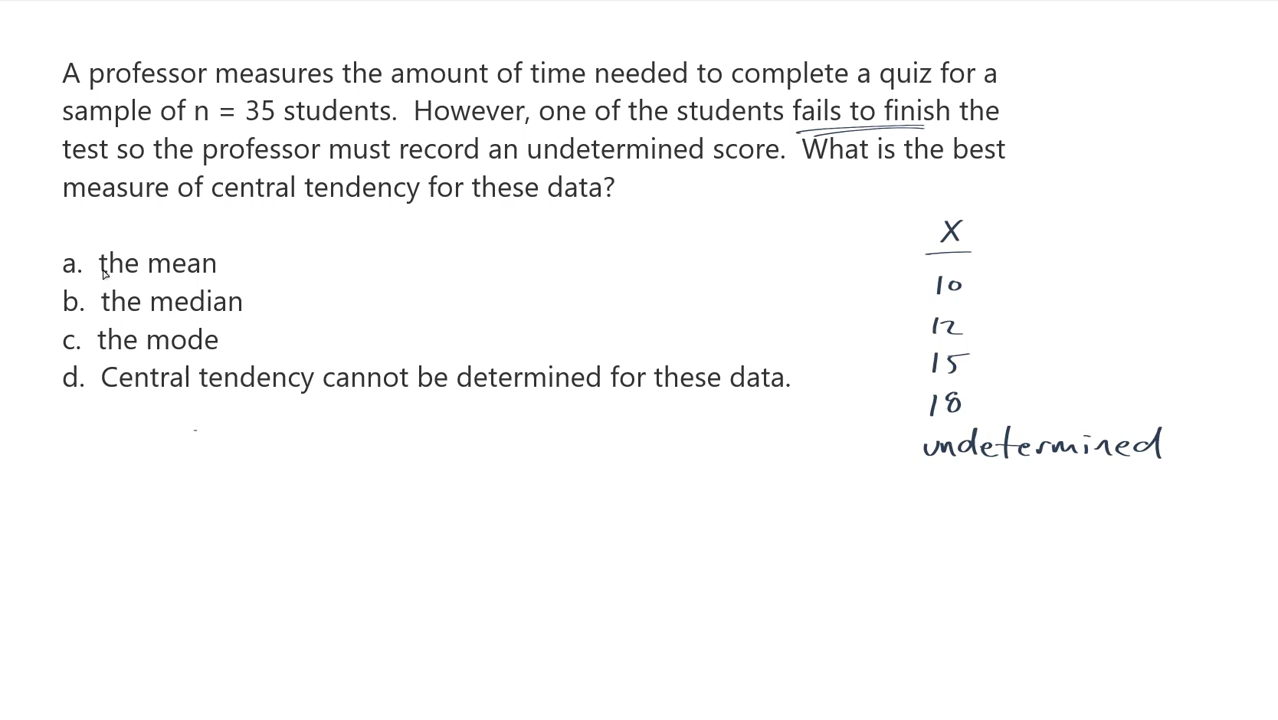 A professor measures the amount of time needed to complete a quiz for a
sample of n = 35 students.  However, one of the students fails to finish the
test so the professor must record an undetermined score.  What is the best
measure of central tendency for these data?
a.  the mean
b.  the median
c.  the mode
d.  Central tendency cannot be determined for these data.
X
10
12
15
18
undetermined